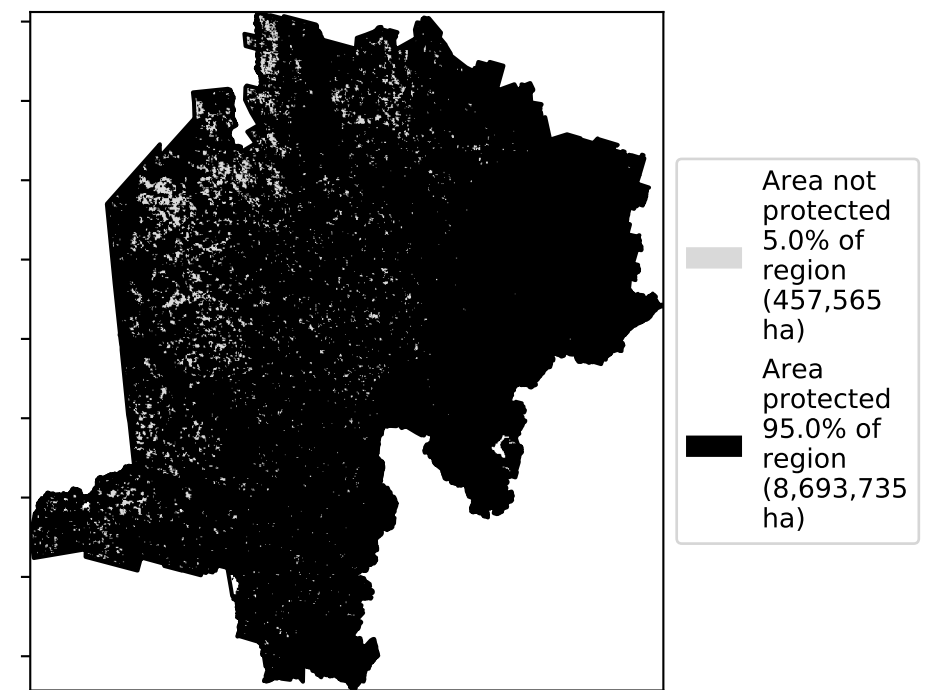 Area not
protected
5.0% of
region
(457,565
ha)
Area
protected
95.0% of
region
(8,693,735
ha)